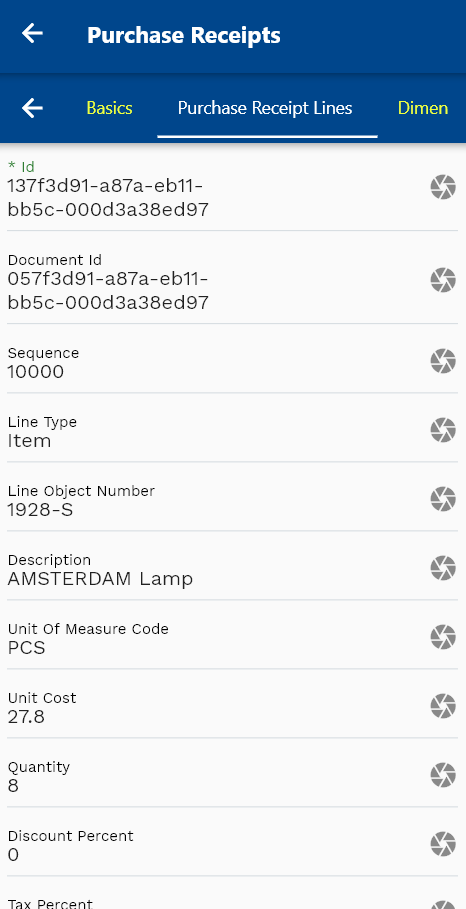 Purchase Receipts
Basics
Purchase Receipt Lines
Dimen
* Id
137f3d91-a87a-eb11-
bb5c-000d3a38ed97
Document Id
057f3d91-a87a-eb11-
bb5c-000d3a38ed97
Sequence
10000
Line Type
Item
Line Object Number
1928-S
Description
AMSTERDAM Lamp
Unit Of Measure Code
PCS
Unit Cost
27.8
Quantity
8
Discount Percent
0
Tax Percent